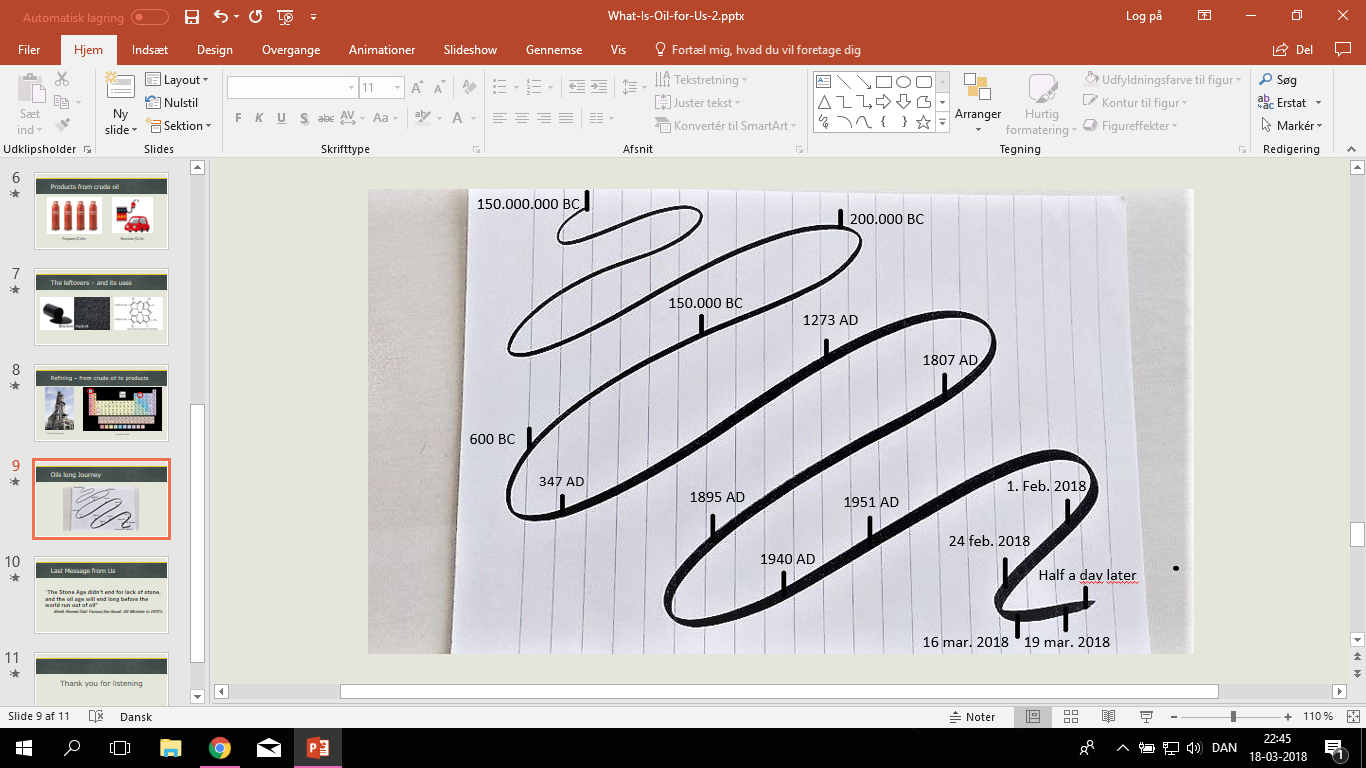 Automatisk lagring
What-Is-Oil-for-Us-2.pptx
Log på
Filer
Hjem
Indsæt
Design
Overgange
Animationer
Slideshow
Gennemse
Vis
Fortæl mig, hvad du vil foretage dig
Del
Sæt ind
Ny slide
Layout
Nulstil
Sektion
11
F K U S abc AV Aa A
Tekstretning
Juster tekst
Konvertér til SmartArt
Arranger
Hurtig formatering
Udfyldningsfarve til figur
Kontur til figur
Figureffekter
Søg
Erstat
Markér
Udklipsholder
Slides
Skrifttype
Afsnit
Tegning
Redigering
6
Products from crude oil
7
The leftovers – and its uses
8
Refining – from crude oil to products
9
Oils long Journey
10
Last Message from Us
"The Stone Age didn't end for lack of stone,
and the oil age will end long before the
world run out of oil"
11
Thank you for listening
150.000.000 BC
200.000 BC
150.000 BC
1273 AD
1807 AD
600 BC
347 AD
1895 AD
1951 AD
1. Feb. 2018
1940 AD
24 feb. 2018
Half a day later
16 mar. 2018
19 mar. 2018
Slide 9 af 11
Dansk
Noter
110 %
DAN
22:45
18-03-2018
1